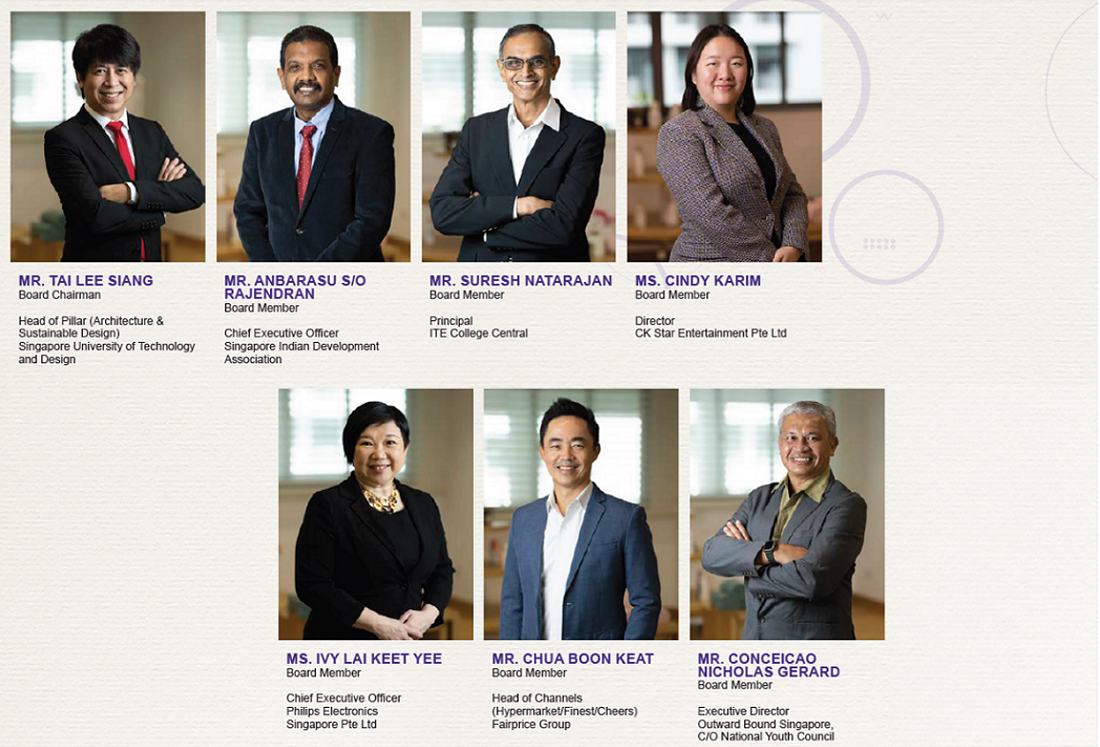 MR. TAI LEE SIANG
Board Chairman
Head of Pillar (Architecture &
Sustainable Design)
Singapore University of Technology
and Design
MR. ANBARASU S/O
RAJENDRAN
Board Member
Chief Executive Officer
Singapore Indian Development
Association
MR. SURESH NATARAJAN
Board Member
Principal
ITE College Central
MS. CINDY KARIM
Board Member
Director
CK Star Entertainment Pte Ltd
MS. IVY LAI KEET YEE
Board Member
Chief Executive Officer
Philips Electronics
Singapore Pte Ltd
MR. CHUA BOON KEAT
Board Member
Head of Channels
(Hypermarket/Finest/Cheers)
Fairprice Group
MR. CONCEICAO
NICHOLAS GERARD
Board Member
Executive Director
Outward Bound Singapore,
C/O National Youth Council